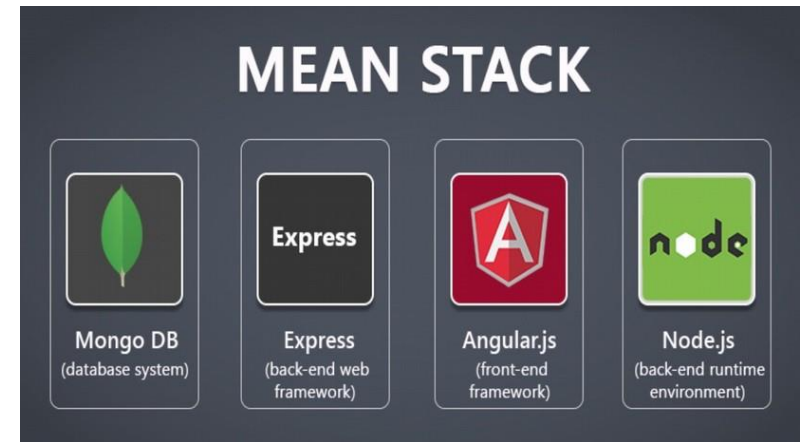 MEAN STACK
Express
A
node
Mongo DB
(database system)
Express
(back-end web
framework)
Angular.js
(front-end
framework)
Node.js
(back-end runtime
environment)